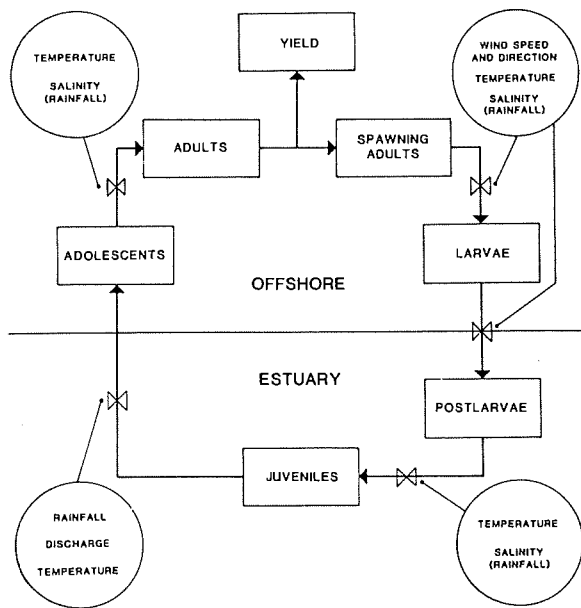 TEMPERATURE
SALINITY
(RAINFALL)
YIELD
WIND SPEED
AND DIRECTION
TEMPERATURE
SALINITY
(RAINFALL)
ADULTS
SPAWNING
ADULTS
ADOLESCENTS
LARVAE
OFFSHORE
ESTUARY
POSTLARVAE
JUVENILES
RAINFALL
DISCHARGE
TEMPERATURE
TEMPERATURE
SALINITY
(RAINFALL)